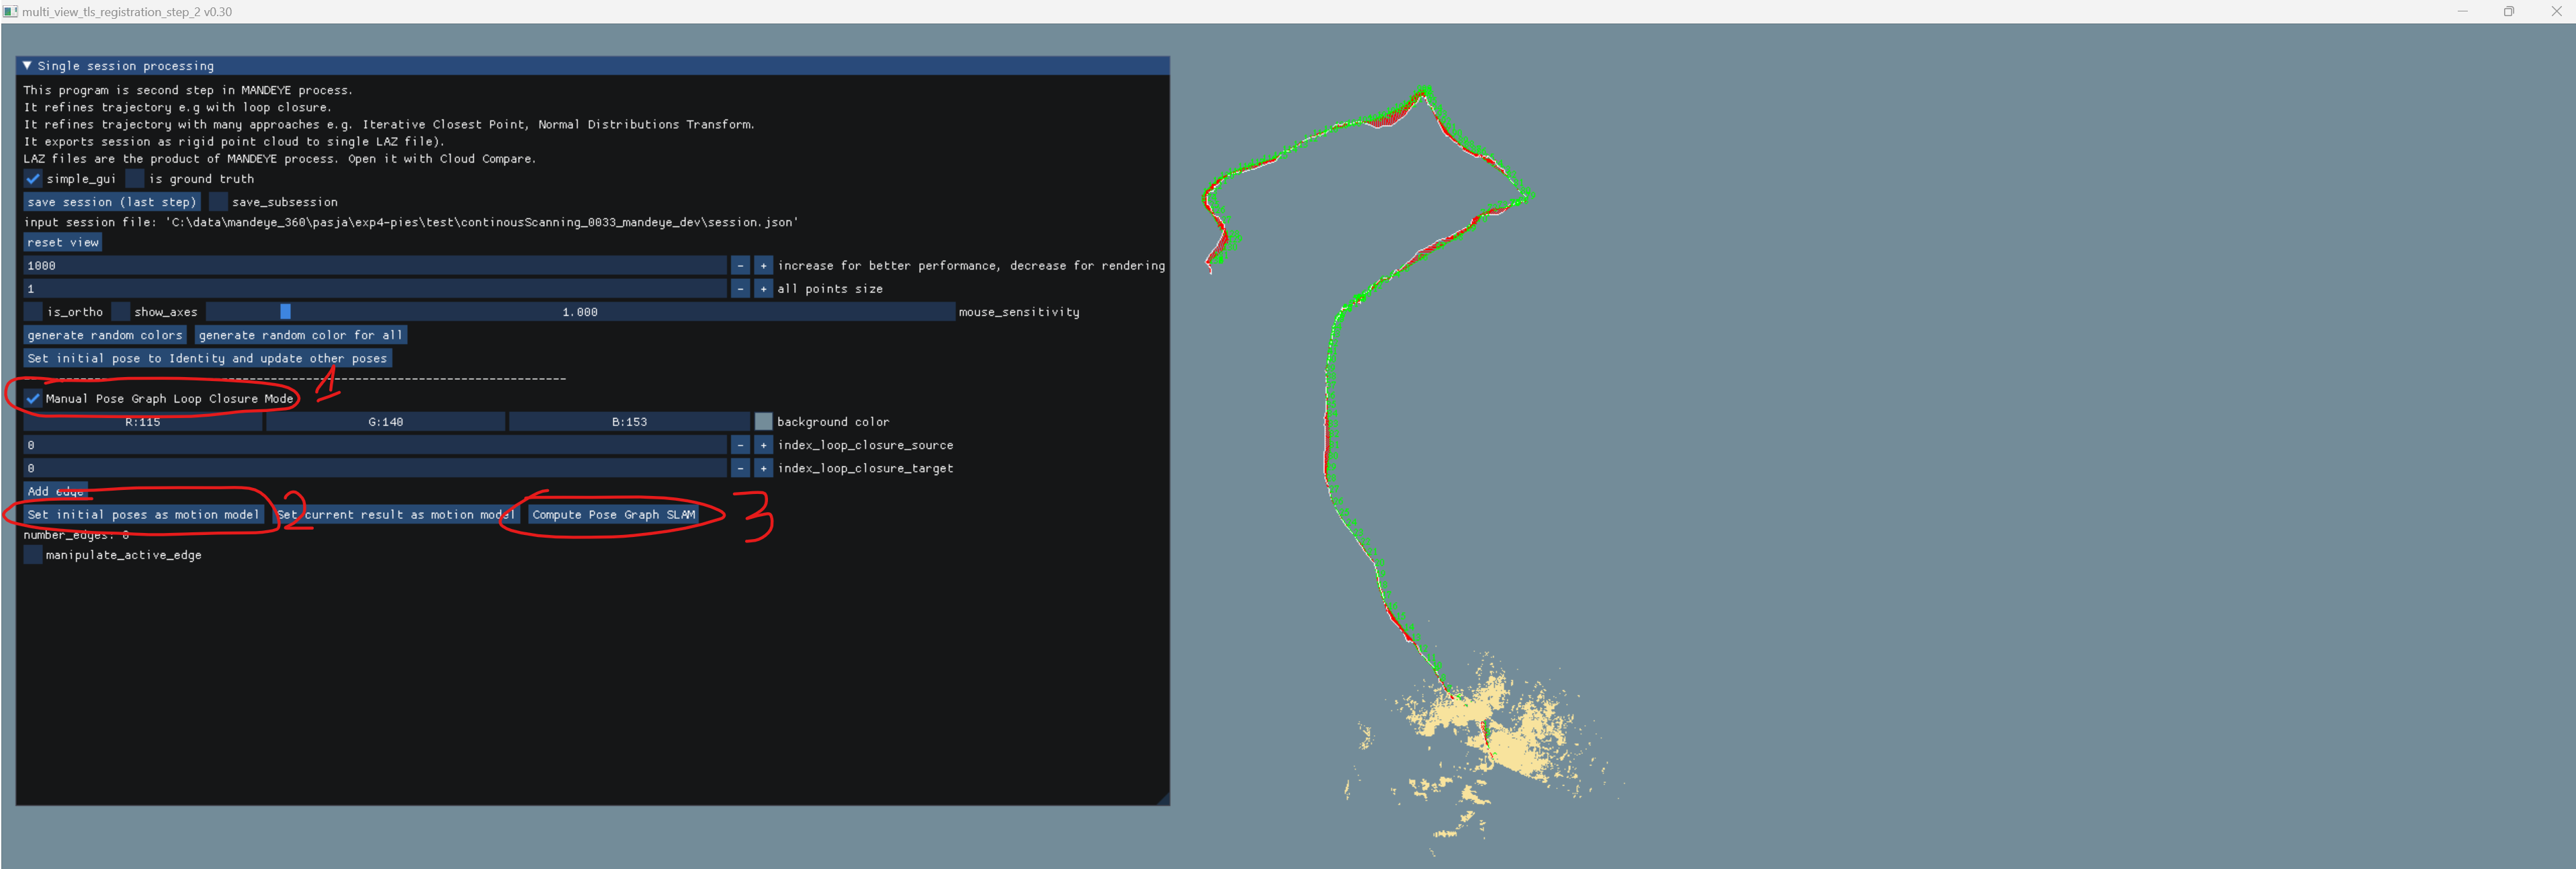 multi_view_tls_registration_step_2 v0.30
Single session processing
This program is second step in MANDEYE process.
It refines trajectory e.g with loop closure.
It refines trajectory with many approaches e.g. Iterative Closest Point, Normal Distributions Transform.
It exports session as rigid point cloud to single LAZ file).
LAZ files are the product of MANDEYE process. Open it with Cloud Compare.
simple_gui is ground truth
save session (last step) save_subsession
input session file: 'C:\data\mandeye_360\pasja\exp4-pies\test\continousScanning_0033_mandeye_dev\session.json'
reset view
1000 - + increase for better performance, decrease for rendering
1 - + all points size
is_ortho show_axes 1.000 mouse_sensitivity
generate random colors generate random color for all
Set initial pose to Identity and update other poses
--------------------------------------------------------------------------------
Manual Pose Graph Loop Closure Mode 1
R:115 G:140 B:153 background color
0 - + index_loop_closure_source
0 - + index_loop_closure_target
Add edge
Set initial poses as motion model 2 Set current result as motion model Compute Pose Graph SLAM 3
number_edges: 0
manipulate_active_edge